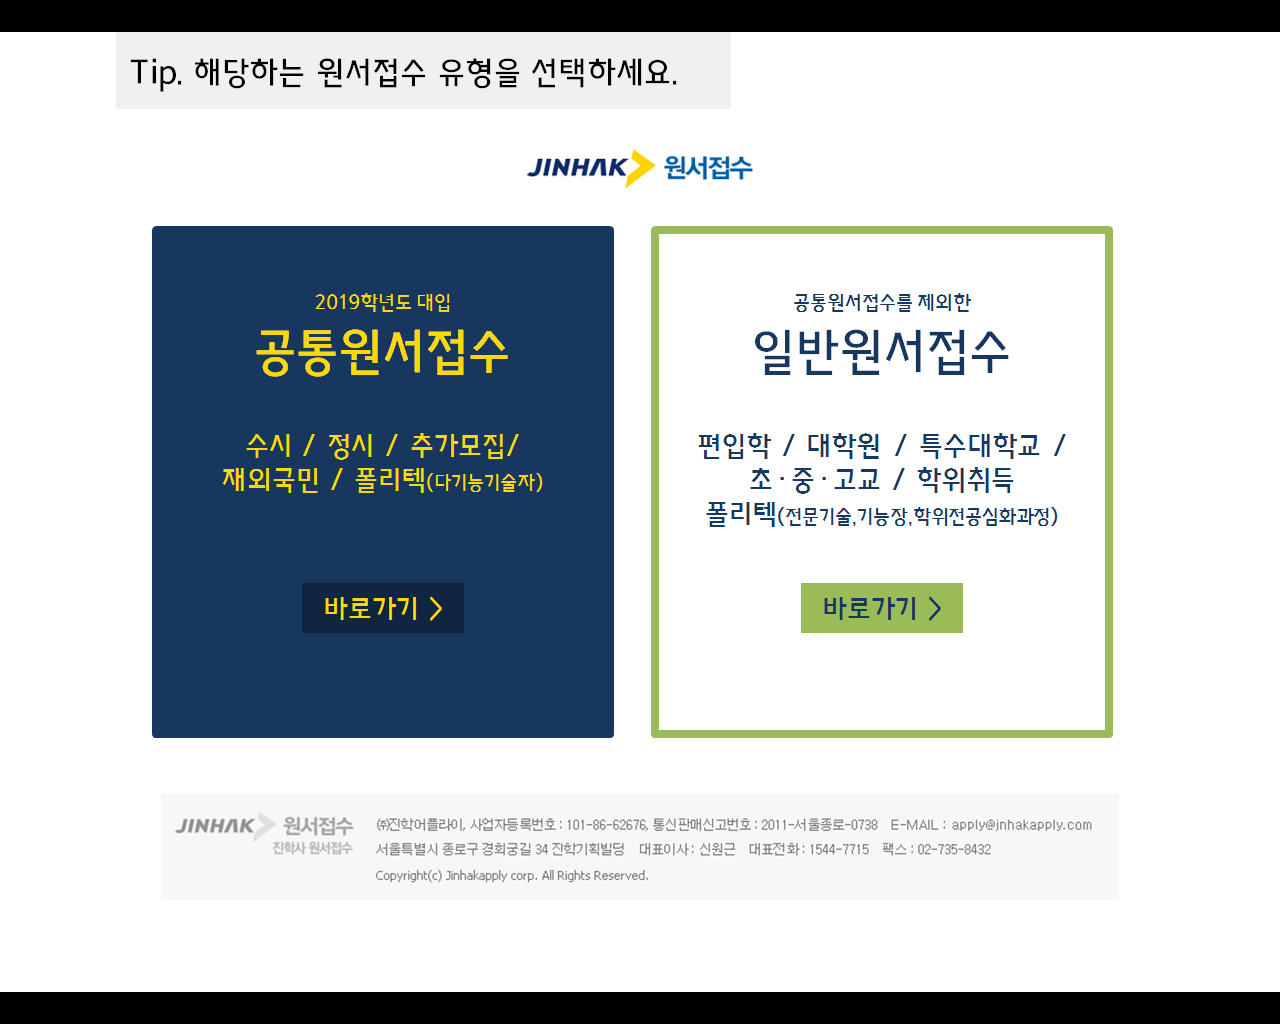 Tip. 해당하는 원서접수 유형을 선택하세요.
JINHAK 원서접수
2019학년도 대입
공통원서접수
수시 / 정시 / 추가모집/
재외국민 / 폴리텍(다기능기술자)
바로가기 >
공통원서접수를 제외한
일반원서접수
편입학 / 대학원 / 특수대학교 /
초·중·고교 / 학위취득
폴리텍(전문기술,기능장,학위전공심화과정)
바로가기 >
JINHAK 원서접수
진학사 원서접수
㈜진학어플라이, 사업자등록번호 : 101-86-62676, 통신판매신고번호 : 2011-서울종로-0738 E-MAIL : apply@jinhakapply.com
서울특별시 종로구 경희궁길 34 진학기획빌딩 대표이사 : 신원근 대표전화 : 1544-7715 팩스 : 02-735-8432
Copyright(c) Jinhakapply corp. All Rights Reserved.